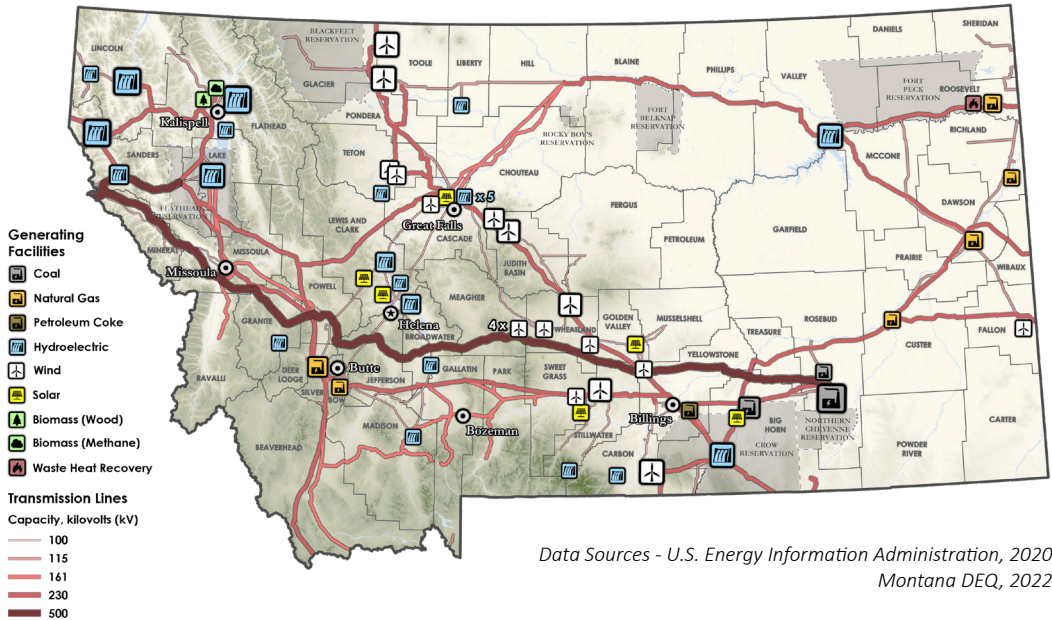 BLACKFEET
RESERVATION
SHERIDAN
DANIELS
LINCOLN
TOOLE
LIBERTY
HILL
BLAINE
PHILLIPS
VALLEY
GLACIER
FORT
PECK
RESERVATION
ROOSEVELT
Kalispell
FLATHEAD
PONDERA
FORT
BELKNAP
RESERVATION
ROCKY BOY'S
RESERVATION
RICHLAND
SANDERS
LAKE
TETON
CHOUTEAU
MCCONE
x 5
FLATHEAD
RESERVATION
LEWIS AND
CLARK
Great Falls
CASCADE
FERGUS
GARFIELD
DAWSON
Generating
Facilities
MINERAL
MISSOULA
PETROLEUM
PRAIRIE
WIBAUX
Missoula
JUDITH
BASIN
Coal
POWELL
Natural Gas
MEAGHER
Petroleum Coke
GRANITE
Helena
BROADWATER
4 x
WHEATLAND
GOLDEN
VALLEY
MUSSELSHELL
TREASURE
ROSEBUD
FALLON
Hydroelectric
YELLOWSTONE
CUSTER
Wind
RAVALLI
DEER
LODGE
Butte
JEFFERSON
GALLATIN
PARK
SWEET
GRASS
Solar
SILVER
BOW
Biomass (Wood)
Bozeman
Billings
BIG
HORN
NORTHERN
CHEYENNE
RESERVATION
CARTER
MADISON
STILLWATER
Biomass (Methane)
BEAVERHEAD
CARBON
CROW
RESERVATION
POWDER
RIVER
Waste Heat Recovery
Transmission Lines
Capacity, kilovolts (kV)
100
115
161
230
500
Data Sources - U.S. Energy Information Administration, 2020
Montana DEQ, 2022